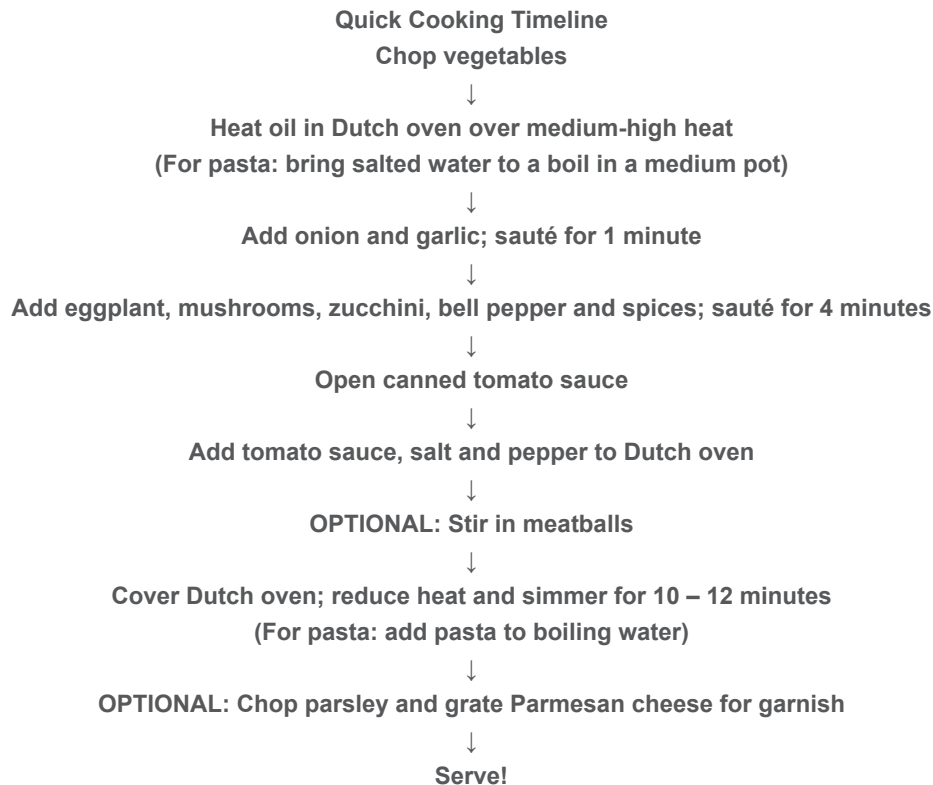 Quick Cooking Timeline
Chop vegetables
↓
Heat oil in Dutch oven over medium-high heat
(For pasta: bring salted water to a boil in a medium pot)
↓
Add onion and garlic; sauté for 1 minute
↓
Add eggplant, mushrooms, zucchini, bell pepper and spices; sauté for 4 minutes
↓
Open canned tomato sauce
↓
Add tomato sauce, salt and pepper to Dutch oven
↓
OPTIONAL: Stir in meatballs
↓
Cover Dutch oven; reduce heat and simmer for 10 – 12 minutes
(For pasta: add pasta to boiling water)
↓
OPTIONAL: Chop parsley and grate Parmesan cheese for garnish
↓
Serve!